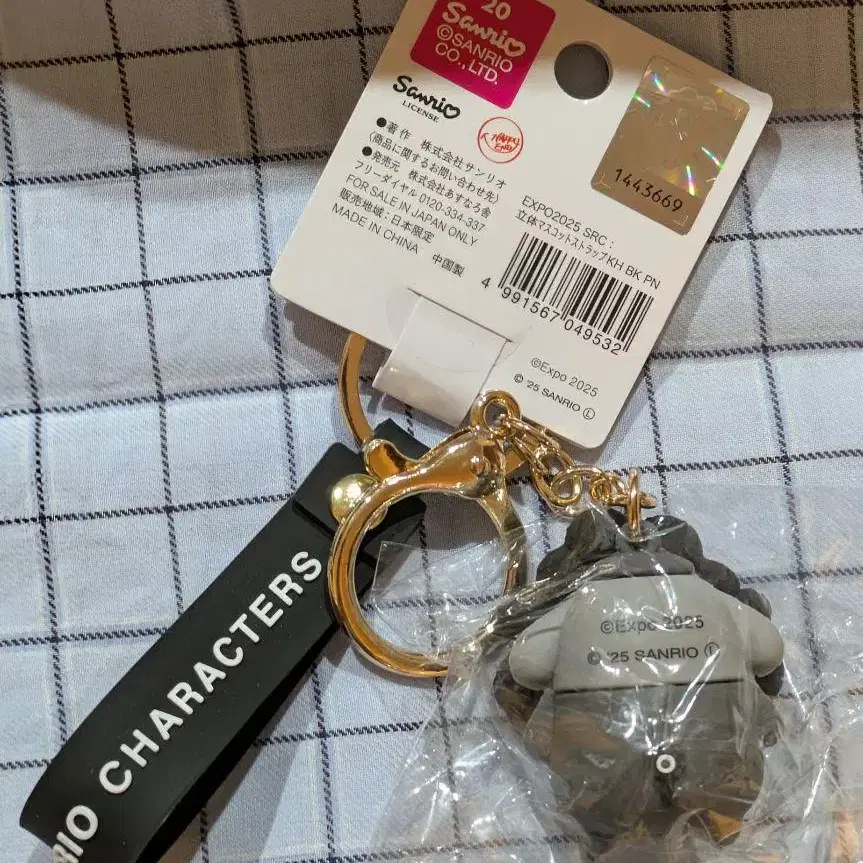 20
Sanrio
©SANRIO
CO., LTD.
Sanrio
LICENSE
HAPPY
END
1443669
●著作 株式会社サンリオ
〈商品に関するお問い合わせ先〉
●発売元 株式会社あすなろ舎
フリーダイヤル 0120-334-337
FOR SALE IN JAPAN ONLY
販売地域：日本限定
MADE IN CHINA 中国製
EXPO2025 SRC：
立体マスコットストラップKH BK PN
4 991567 049532
©Expo 2025
© '25 SANRIO Ⓛ
RIO CHARACTERS
©Expo 2025
© '25 SANRIO Ⓛ